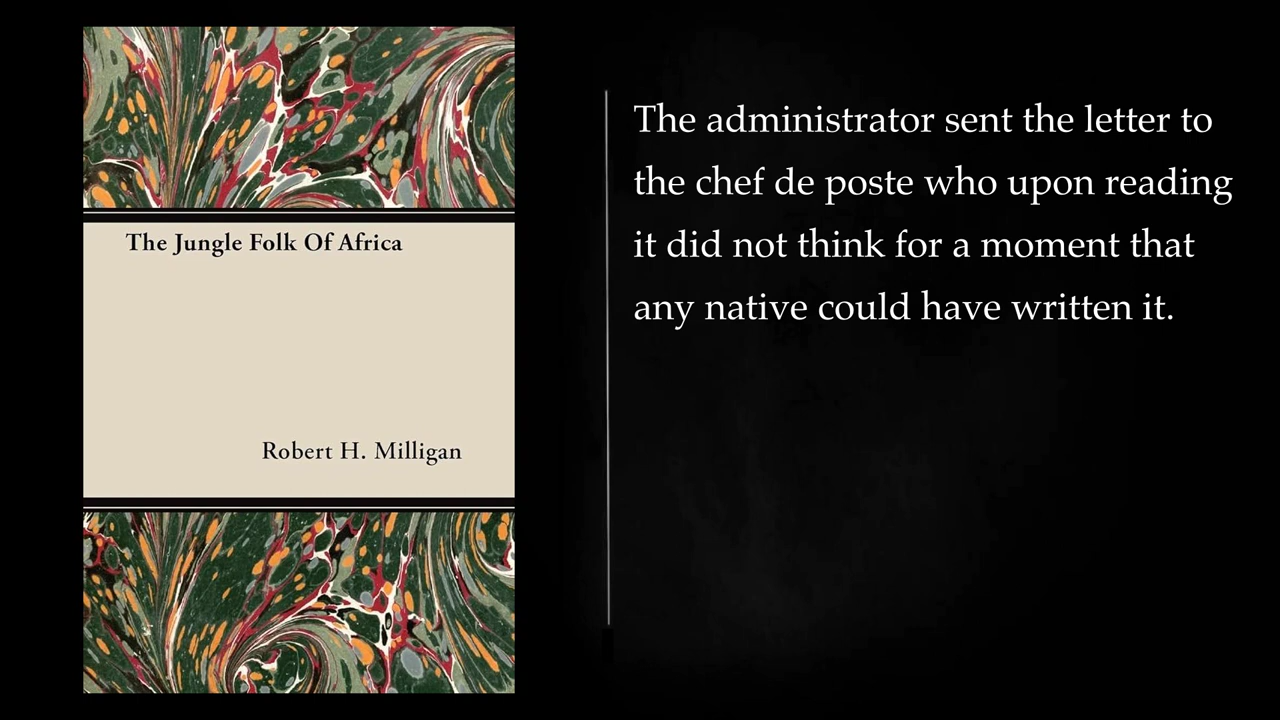 The Jungle Folk Of Africa
Robert H. Milligan
The administrator sent the letter to
the chef de poste who upon reading
it did not think for a moment that
any native could have written it.